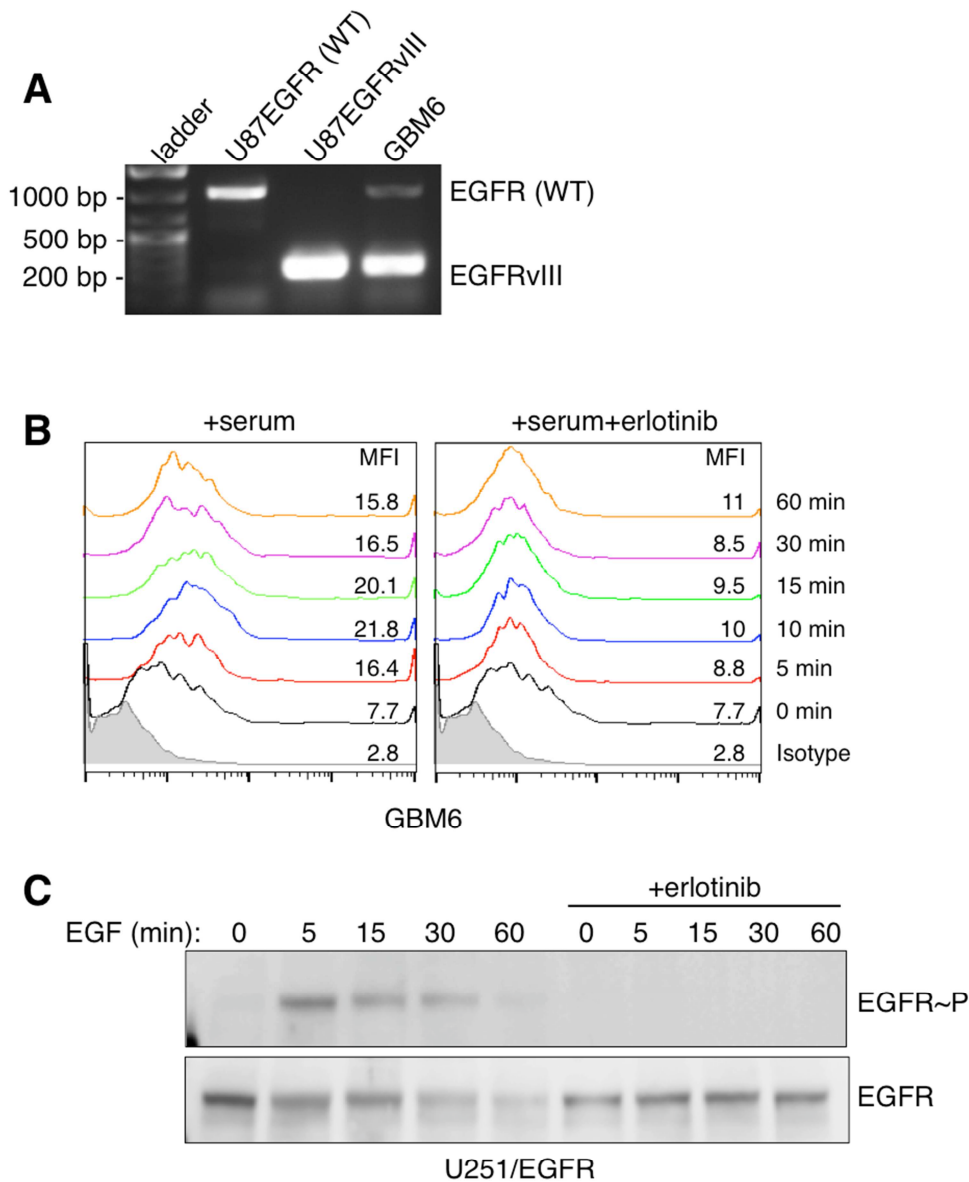 A
ladder
U87EGFR (WT)
U87EGFRvIII
GBM6
1000 bp -
500 bp -
200 bp -
EGFR (WT)
EGFRvIII
B
+serum
+serum+erlotinib
MFI
MFI
15.8
11
60 min
16.5
8.5
30 min
20.1
9.5
15 min
21.8
10
10 min
16.4
8.8
5 min
7.7
7.7
0 min
2.8
2.8
Isotype
GBM6
C
+erlotinib
EGF (min): 0 5 15 30 60 0 5 15 30 60
EGFR~P
EGFR
U251/EGFR